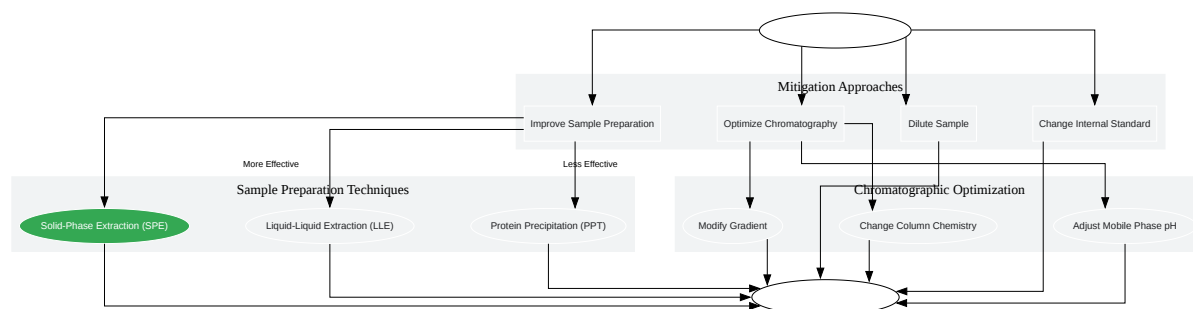 Mitigation Approaches
Improve Sample Preparation
Optimize Chromatography
Dilute Sample
Change Internal Standard
More Effective
Less Effective
Sample Preparation Techniques
Chromatographic Optimization
Solid-Phase Extraction (SPE)
Liquid-Liquid Extraction (LLE)
Protein Precipitation (PPT)
Modify Gradient
Change Column Chemistry
Adjust Mobile Phase pH